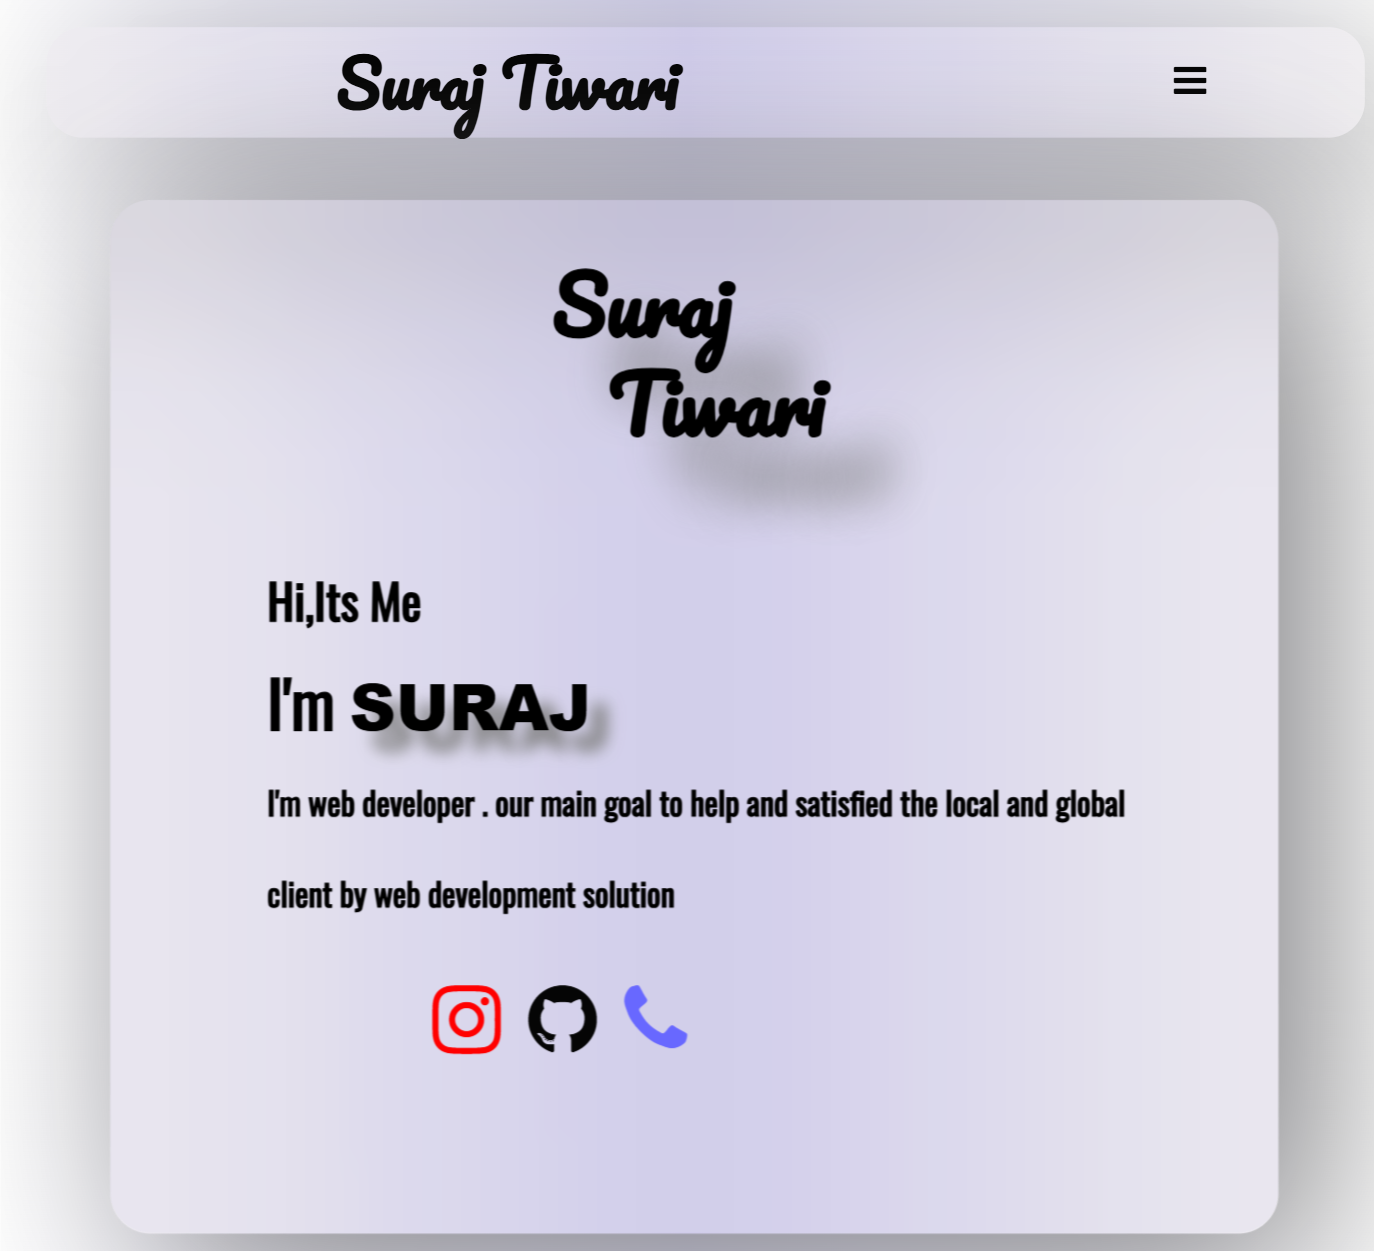 Suraj Tiwari
Suraj
Tiwari
Hi,Its Me
I'm SURAJ
I'm web developer . our main goal to help and satisfied the local and global
client by web development solution